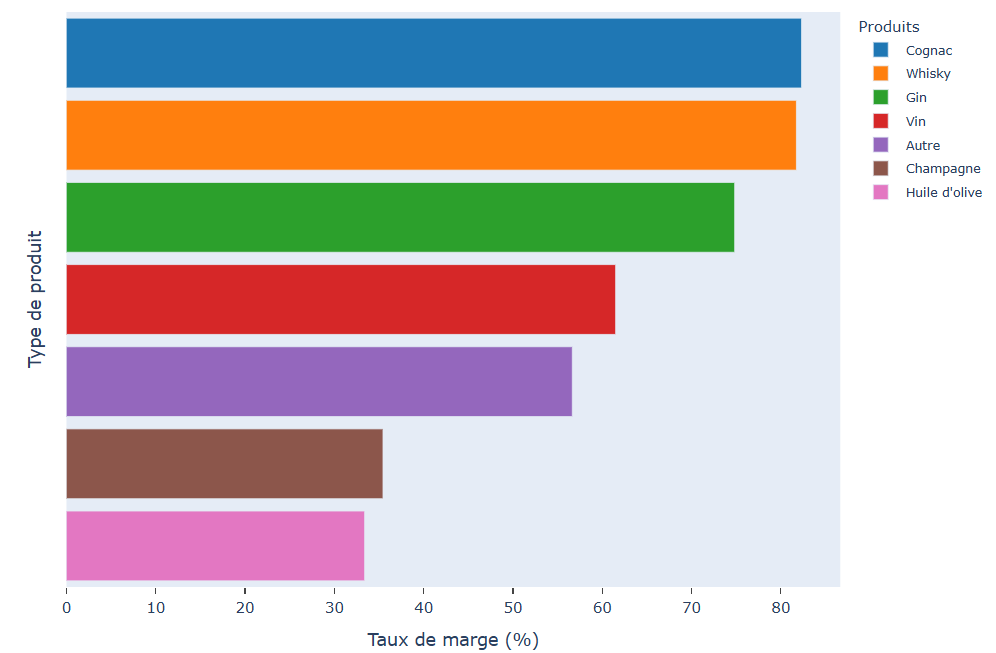 Produits
Cognac
Whisky
Gin
Vin
Autre
Champagne
Huile d'olive
Type de produit
0 10 20 30 40 50 60 70 80
Taux de marge (%)